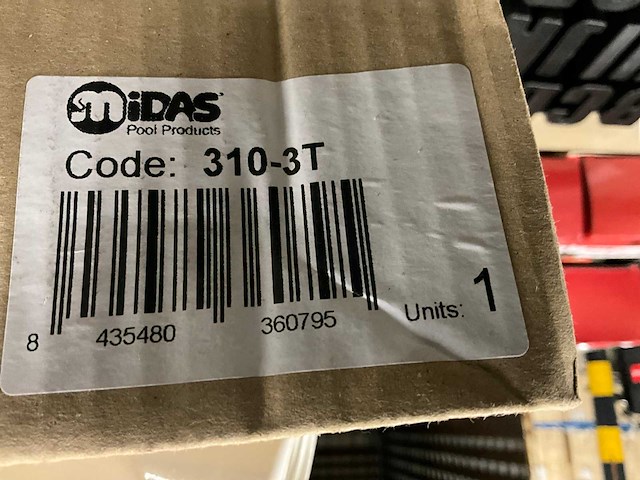 MiDAS
Pool Products
Code: 310-3T
8 435480 360795
Units: 1